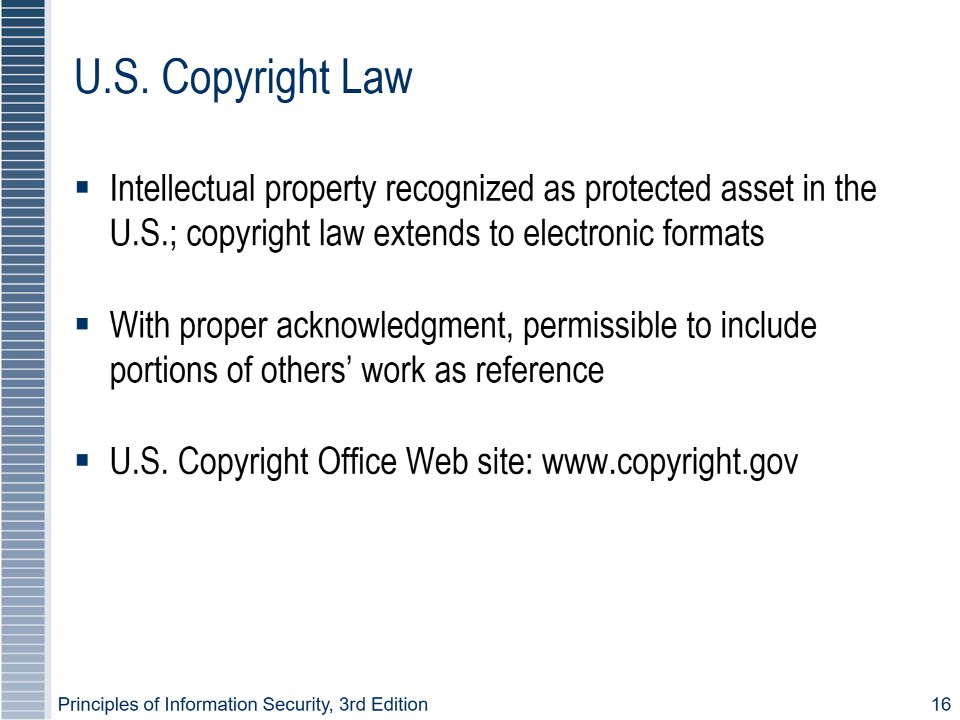 U.S. Copyright Law
▪ Intellectual property recognized as protected asset in the
U.S.; copyright law extends to electronic formats
▪ With proper acknowledgment, permissible to include
portions of others’ work as reference
▪ U.S. Copyright Office Web site: www.copyright.gov
Principles of Information Security, 3rd Edition
16